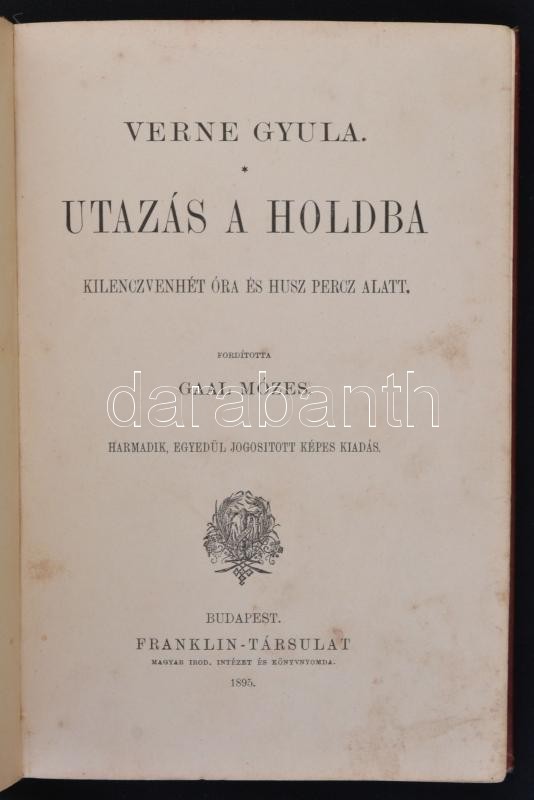 VERNE GYULA.
*
UTAZÁS A HOLDBA
KILENCZVENHÉT ÓRA ÉS HUSZ PERCZ ALATT.
FORDÍTOTTA
GAAL MÓZES
darabanth
HARMADIK, EGYEDÜL JOGOSITOTT KÉPES KIADÁS.
BUDAPEST.
FRANKLIN-TÁRSULAT
MAGYAR IROD. INTÉZET ÉS KÖNYVNYOMDA.
1895.